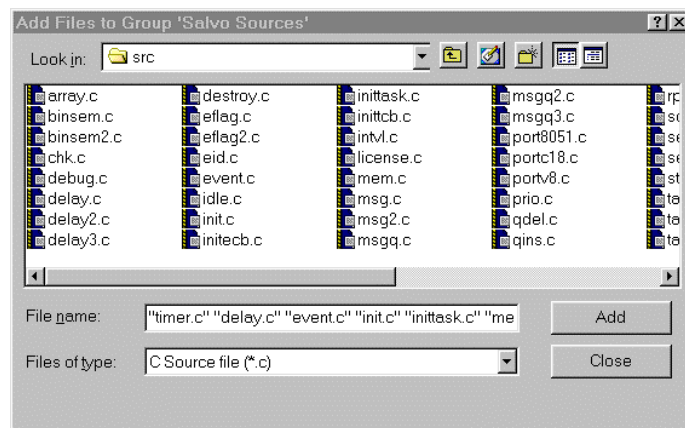 Add Files to Group 'Salvo Sources'
Look in: src
array.c destroy.c inittask.c msgq2.c
binsem.c eflag.c inittcb.c msgq3.c
binsem2.c eflag2.c intvl.c port8051.c
chk.c eid.c license.c portc18.c
debug.c event.c mem.c portv8.c
delay.c idle.c msg.c prio.c
delay2.c init.c msg2.c qdel.c
delay3.c initecb.c msgq.c qins.c
File name: "timer.c" "delay.c" "event.c" "init.c" "inittask.c" "me Add
Files of type: C Source file (*.c) Close